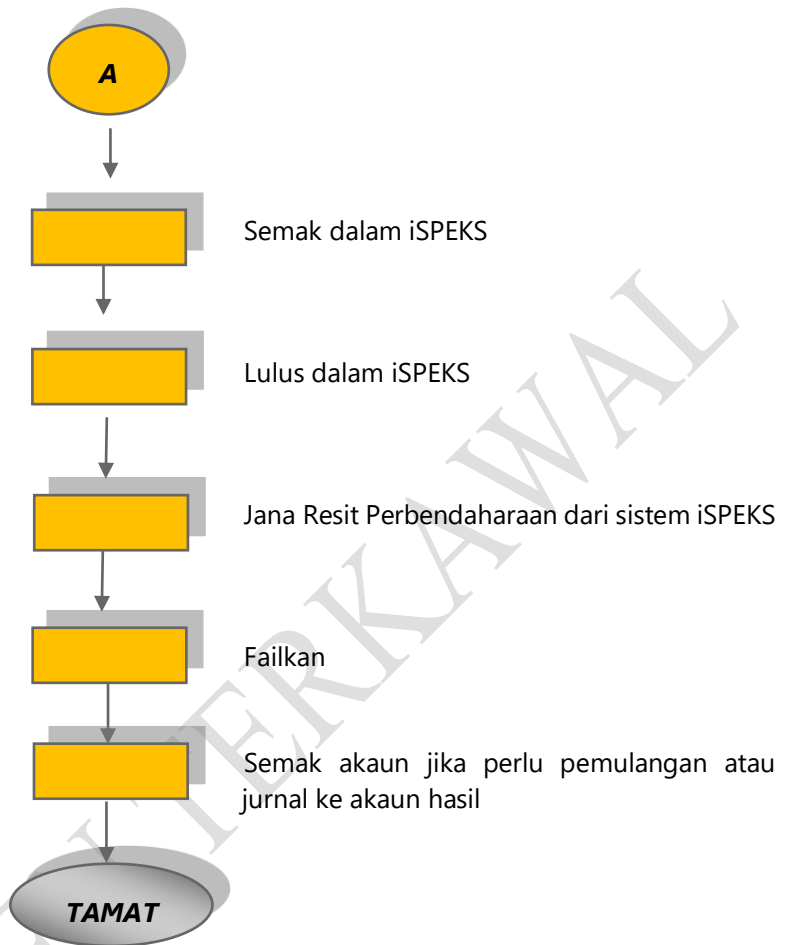 A
Semak dalam iSPEKS
Lulus dalam iSPEKS
Jana Resit Perbendaharaan dari sistem iSPEKS
Failkan
Semak akaun jika perlu pemulangan atau
jurnal ke akaun hasil
TAMAT
TERKAWAL